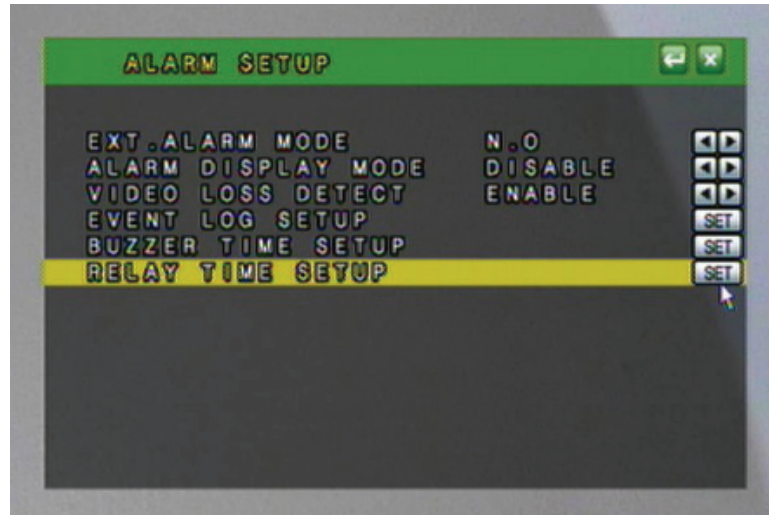 ALARM SETUP
EXT.ALARM MODE N.O
ALARM DISPLAY MODE DISABLE
VIDEO LOSS DETECT ENABLE
EVENT LOG SETUP SET
BUZZER TIME SETUP SET
RELAY TIME SETUP SET